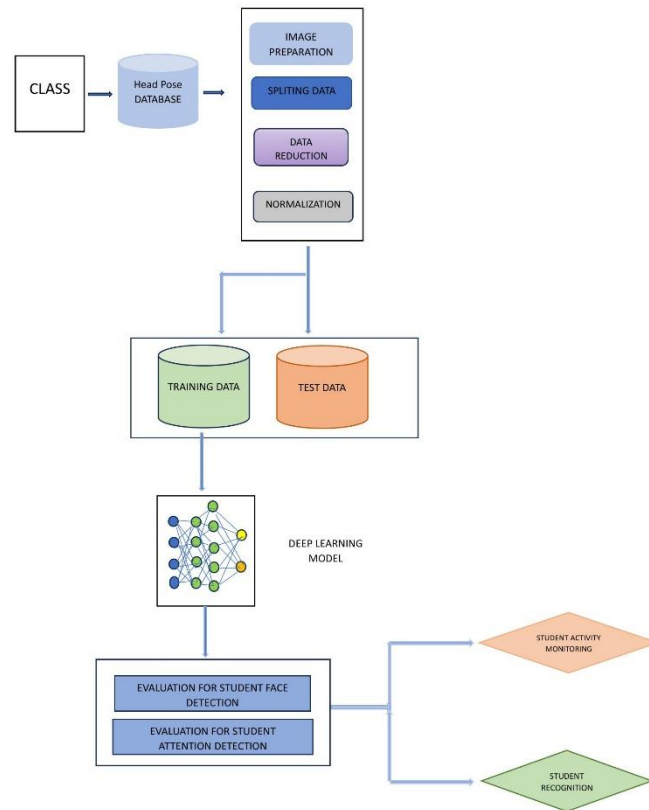 IMAGE
PREPARATION
CLASS
Head Pose
DATABASE
SPLITING DATA
DATA
REDUCTION
NORMALIZATION
TRAINING DATA
TEST DATA
DEEP LEARNING
MODEL
STUDENT ACTIVITY
MONITORING
EVALUATION FOR STUDENT FACE
DETECTION
EVALUATION FOR STUDENT
ATTENTION DETECTION
STUDENT
RECOGNITION